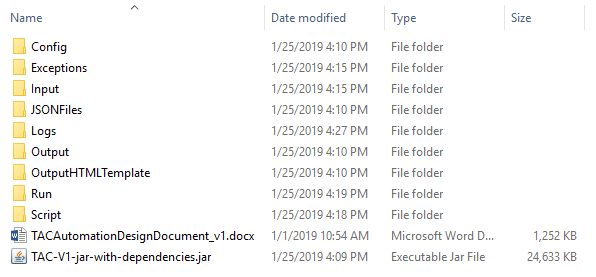 Name Date modified Type Size
Config 1/25/2019 4:10 PM File folder
Exceptions 1/25/2019 4:15 PM File folder
Input 1/25/2019 4:15 PM File folder
JSONFiles 1/25/2019 4:10 PM File folder
Logs 1/25/2019 4:27 PM File folder
Output 1/25/2019 4:10 PM File folder
OutputHTMLTemplate 1/25/2019 4:10 PM File folder
Run 1/25/2019 4:19 PM File folder
Script 1/25/2019 4:18 PM File folder
TACAutomationDesignDocument_v1.docx 1/1/2019 10:54 AM Microsoft Word D... 1,252 KB
TAC-V1-jar-with-dependencies.jar 1/25/2019 4:09 PM Executable Jar File 24,633 KB